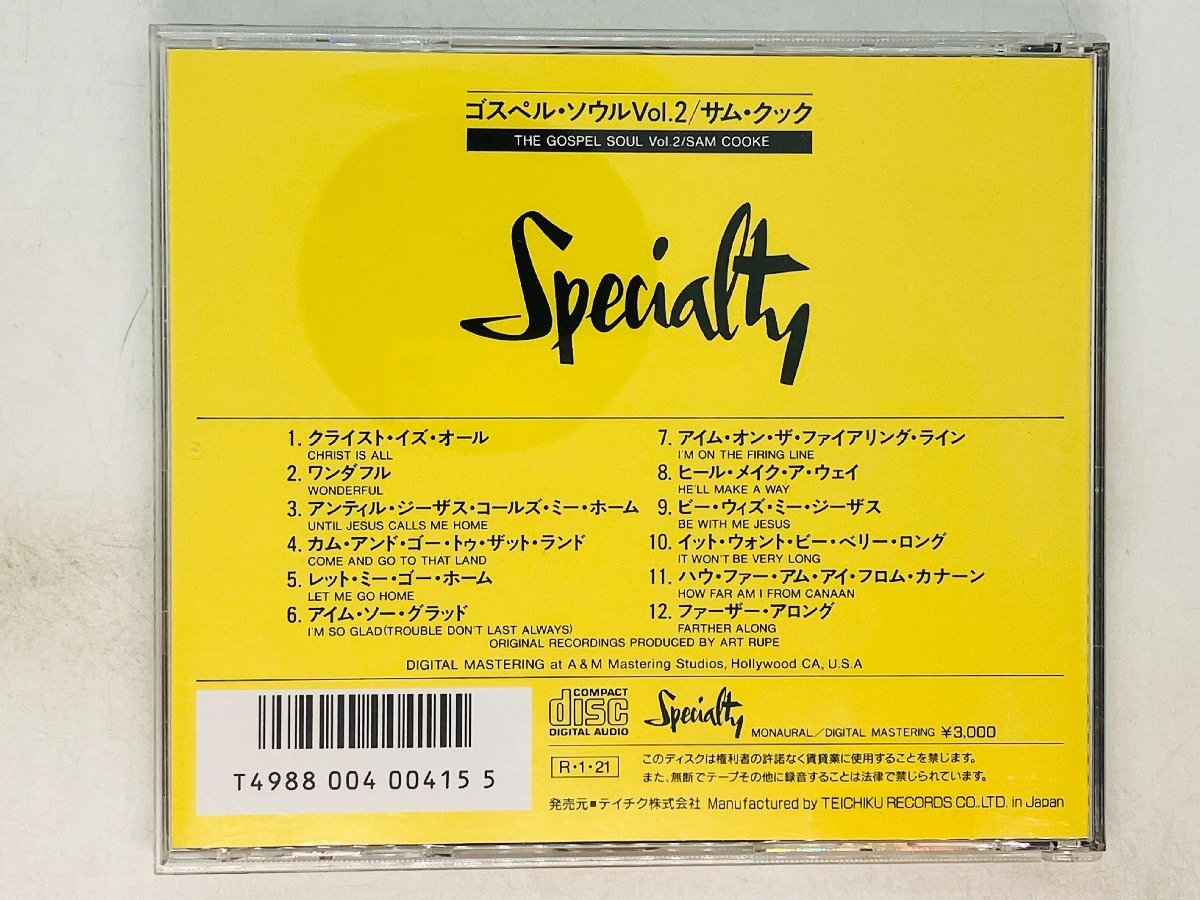 ゴスペル・ソウルVol.2/サム・クック
THE GOSPEL SOUL Vol.2/SAM COOKE
Specialty
1. クライスト・イズ・オール
CHRIST IS ALL
2. ワンダフル
WONDERFUL
3. アンティル・ジーザス・コールズ・ミー・ホーム
UNTIL JESUS CALLS ME HOME
4. カム・アンド・ゴー・トゥ・ザット・ランド
COME AND GO TO THAT LAND
5. レット・ミー・ゴー・ホーム
LET ME GO HOME
6. アイム・ソー・グラッド
I'M SO GLAD(TROUBLE DON'T LAST ALWAYS)
7. アイム・オン・ザ・ファイアリング・ライン
I'M ON THE FIRING LINE
8. ヒール・メイク・ア・ウェイ
HE'LL MAKE A WAY
9. ビー・ウィズ・ミー・ジーザス
BE WITH ME JESUS
10. イット・ウォント・ビー・ベリー・ロング
IT WON'T BE VERY LONG
11. ハウ・ファー・アム・アイ・フロム・カナーン
HOW FAR AM I FROM CANAAN
12. ファーザー・アロング
FARTHER ALONG
ORIGINAL RECORDINGS PRODUCED BY ART RUPE
DIGITAL MASTERING at A & M Mastering Studios, Hollywood CA, U.S.A
T4988 004 00415 5
COMPACT
disc
DIGITAL AUDIO
Specialty
MONAURAL/DIGITAL MASTERING ¥3,000
R・1・21
このディスクは権利者の許諾なく賃貸業に使用することを禁じます。
また、無断でテープその他に録音することは法律で禁じられています。
発売元■テイチク株式会社 Manufactured by TEICHIKU RECORDS CO.,LTD. in Japan